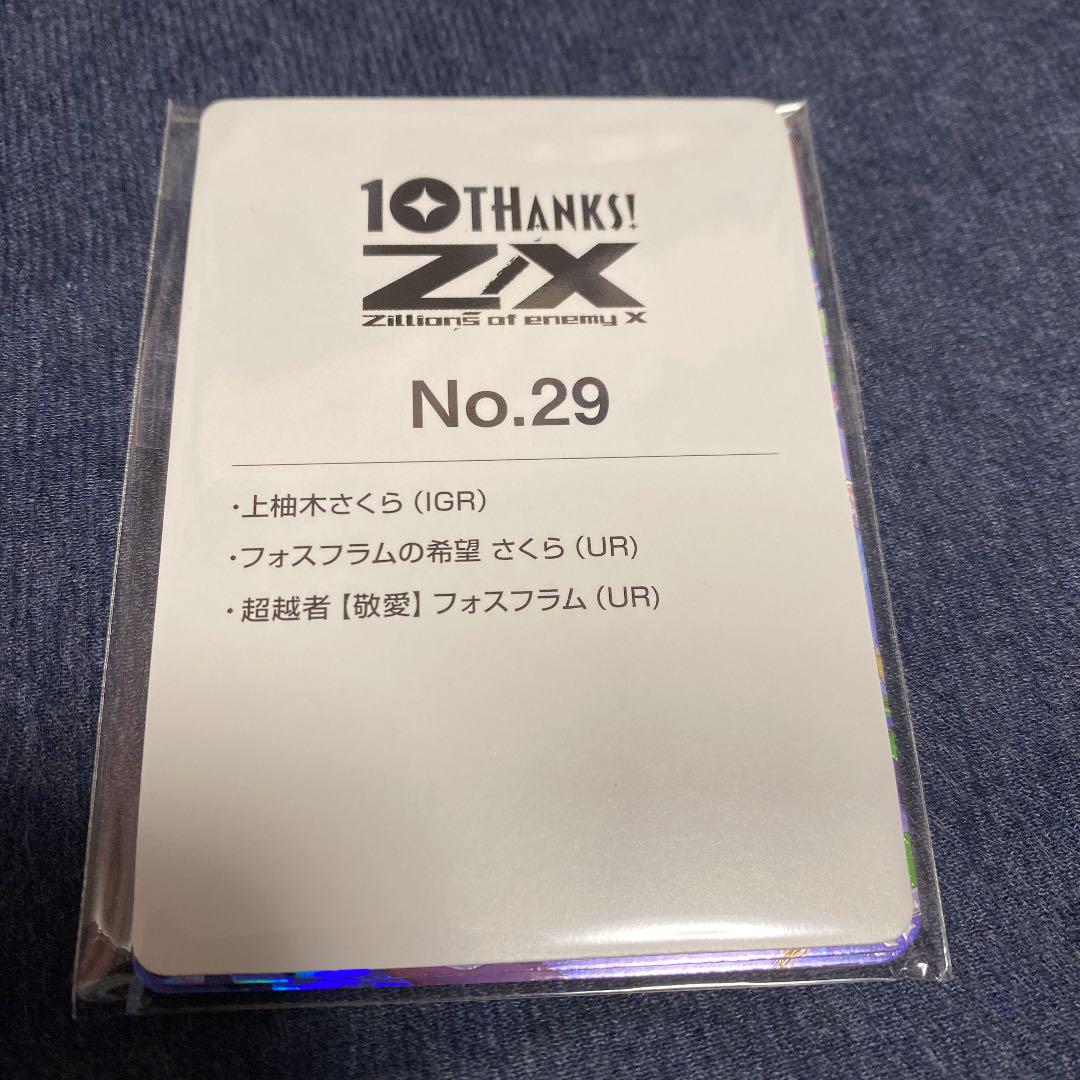 10THANKS!
Z/X
Zillions of enemy X
No.29
・上柚木さくら(IGR)
・フォスフラムの希望 さくら(UR)
・超越者【敬愛】フォスフラム(UR)